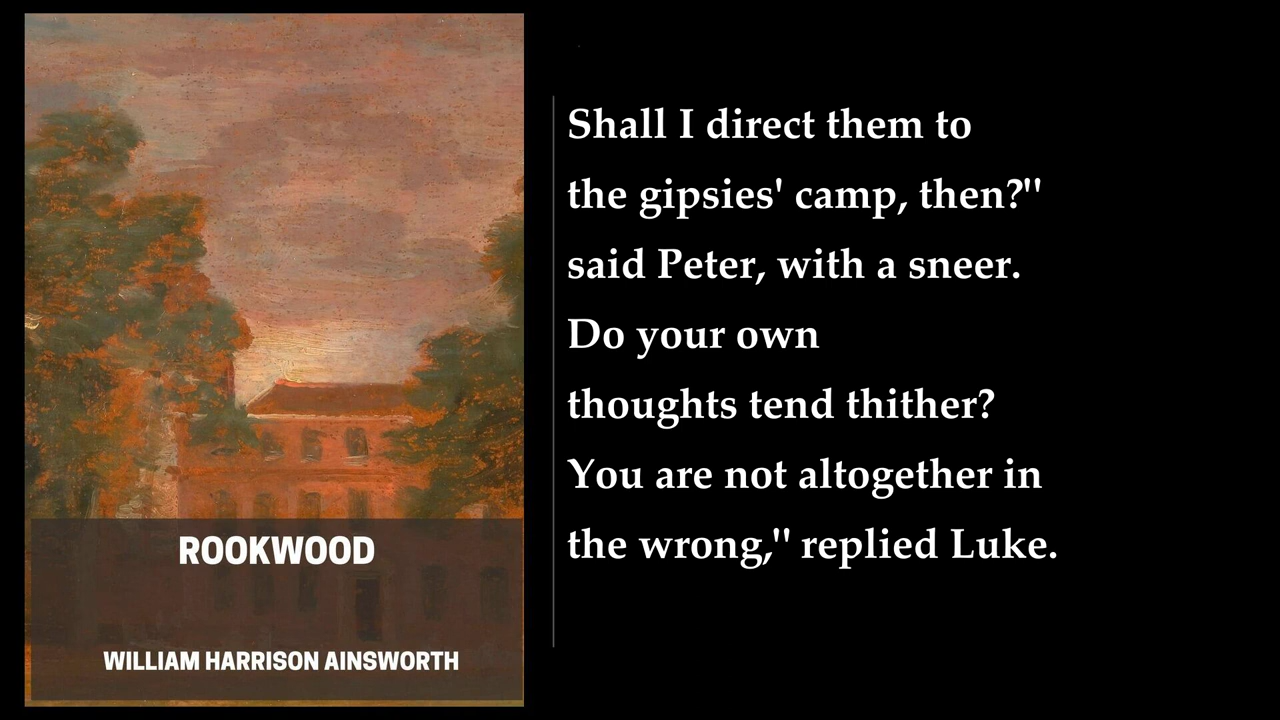 ROOKWOOD
WILLIAM HARRISON AINSWORTH
Shall I direct them to
the gipsies' camp, then?"
said Peter, with a sneer.
Do your own
thoughts tend thither?
You are not altogether in
the wrong," replied Luke.